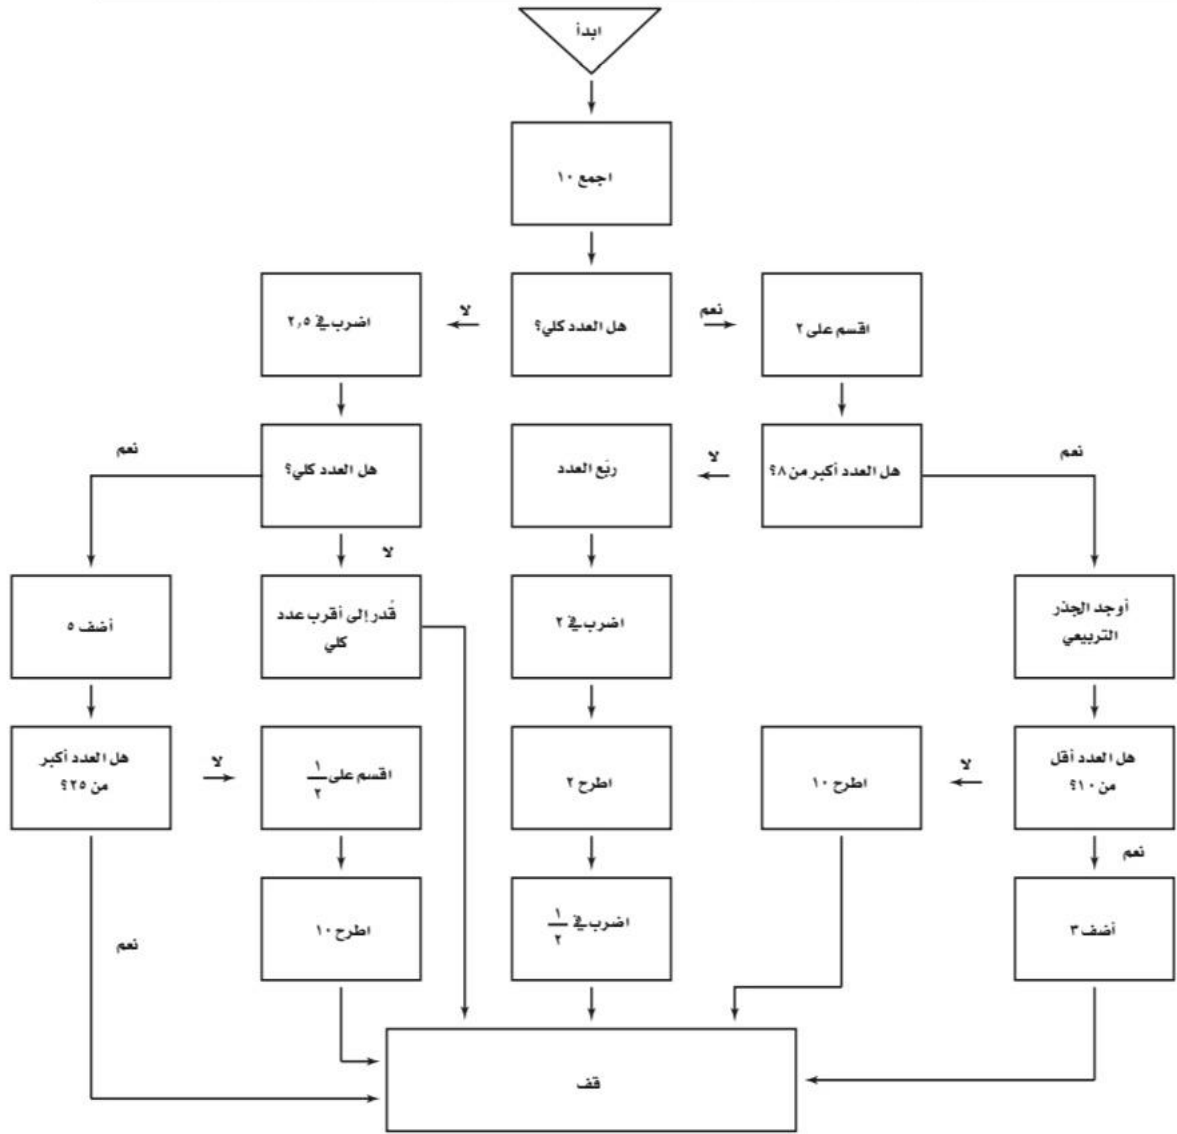 ابدأ
اجمع ١٠
هل العدد كلي؟
نعم
لا
اقسم على ٢
اضرب في ٢,٥
هل العدد أكبر من ٨؟
نعم
لا
ربّع العدد
هل العدد كلي؟
نعم
لا
أوجد الجذر
التربيعي
اضرب في ٢
قُدر إلى أقرب عدد
كلي
أضف ٥
هل العدد أقل
من ١٠؟
لا
نعم
اطرح ١٠
اطرح ٢
اقسم على ١/٢
لا
هل العدد أكبر
من ٢٥؟
نعم
أضف ٣
اضرب في ١/٢
اطرح ١٠
قف